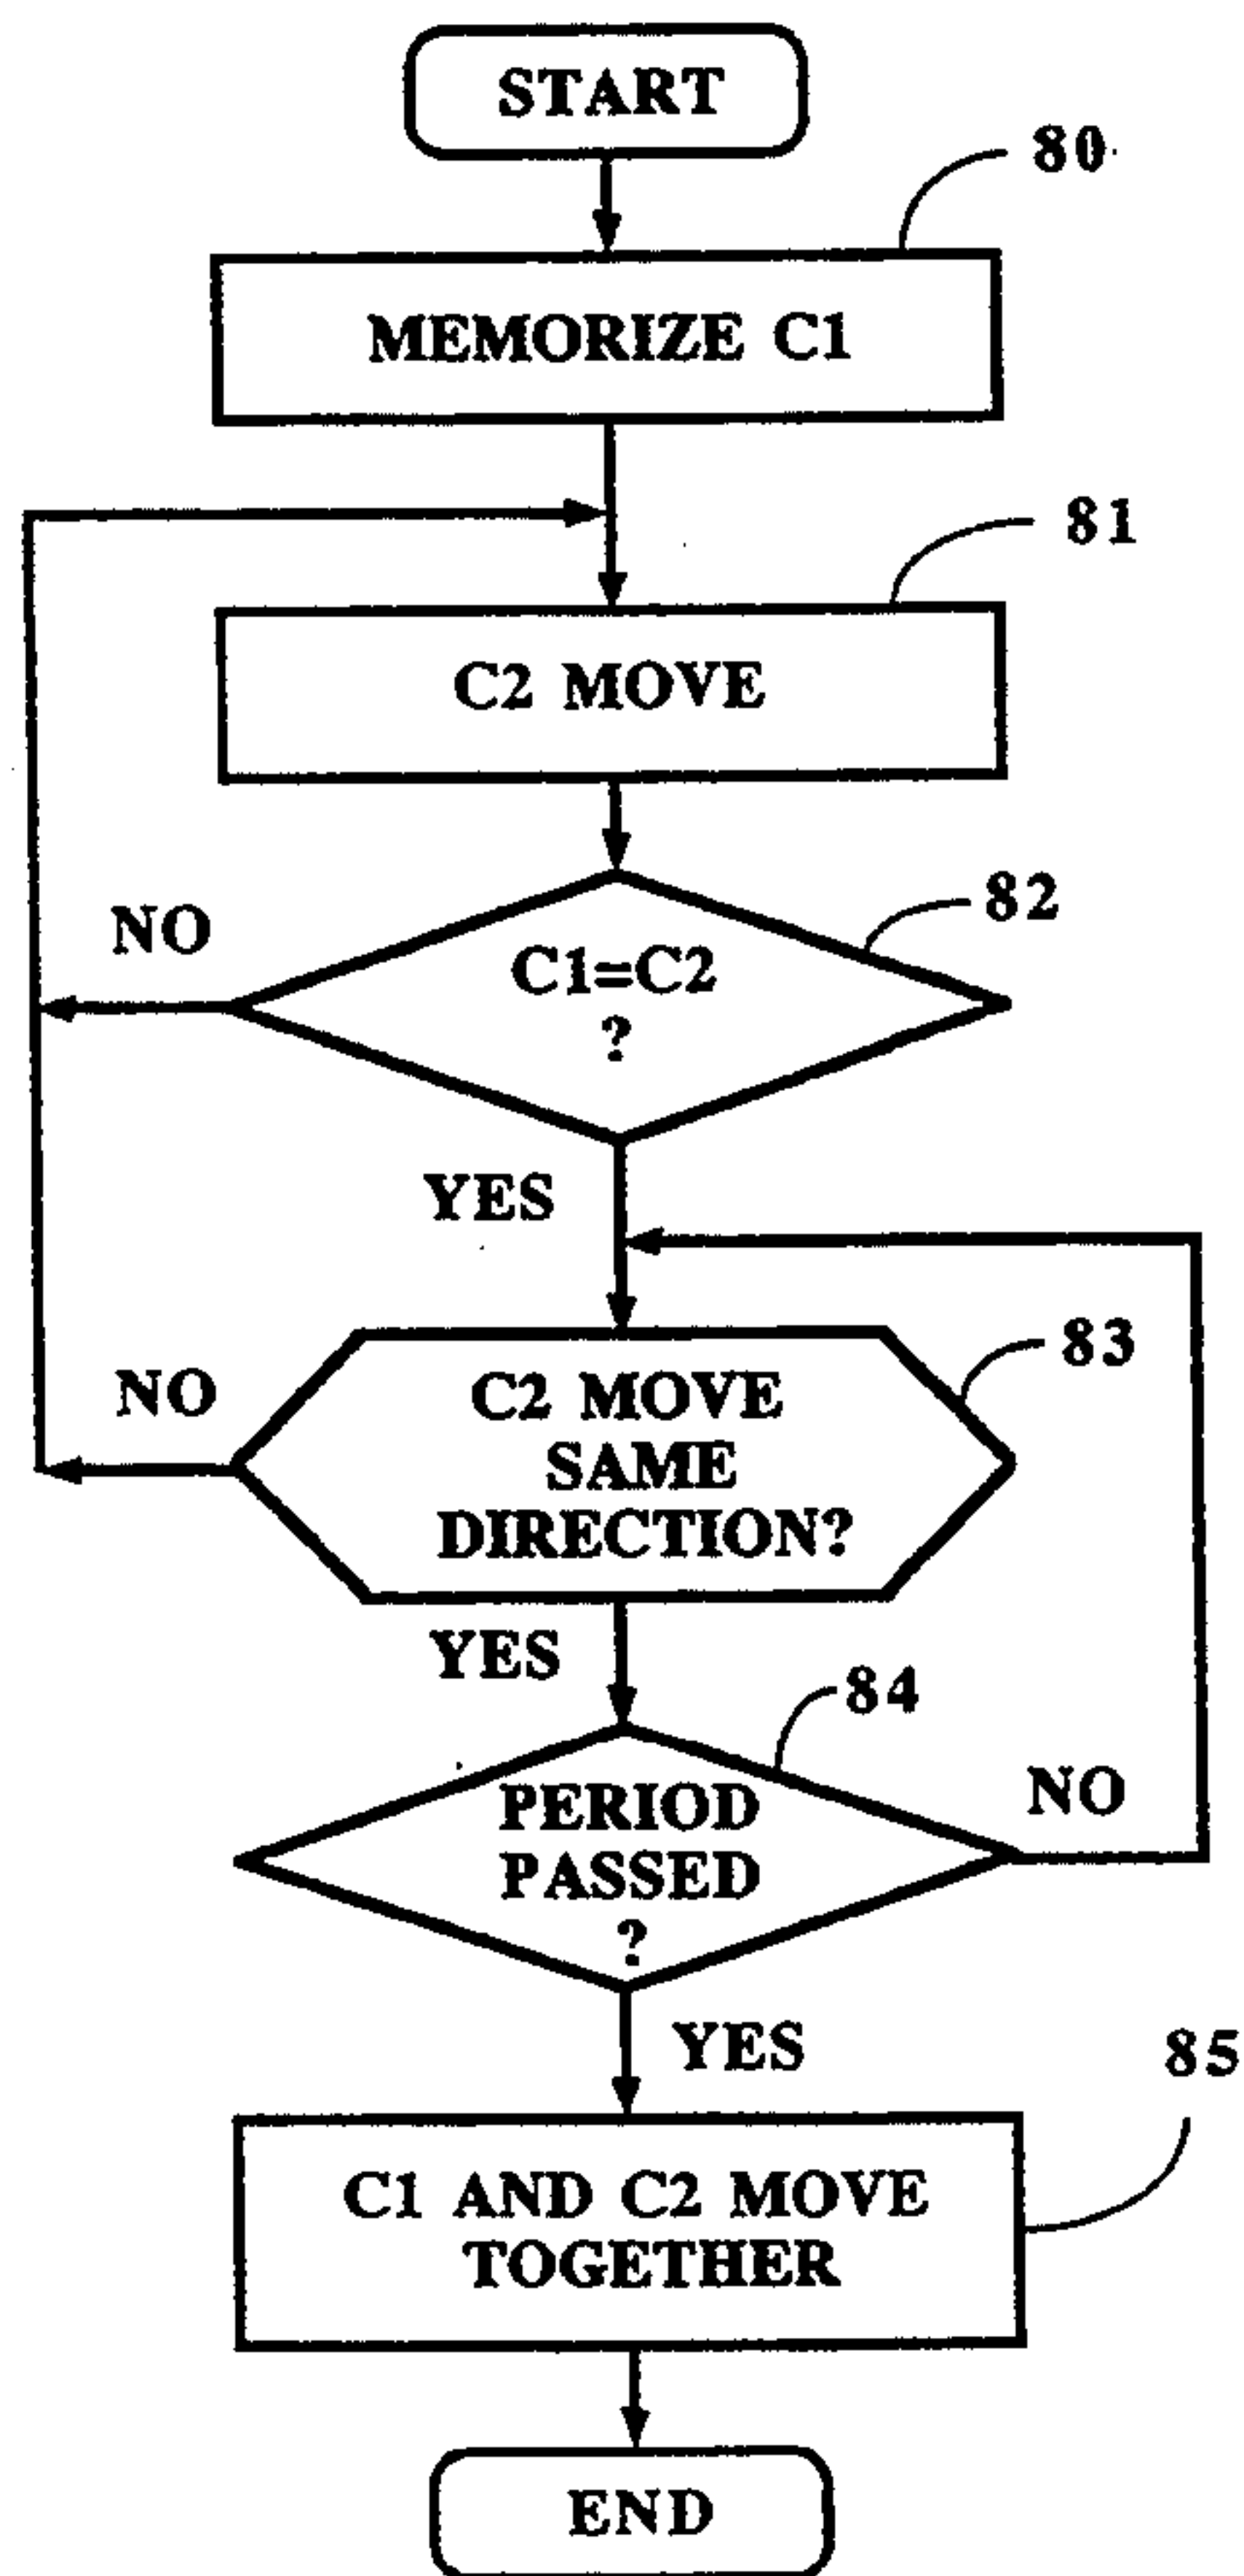 START
80
MEMORIZE C1
81
C2 MOVE
82
NO
C1=C2
?
YES
83
NO
C2 MOVE
SAME
DIRECTION?
YES
84
NO
PERIOD
PASSED
?
YES
85
C1 AND C2 MOVE
TOGETHER
END